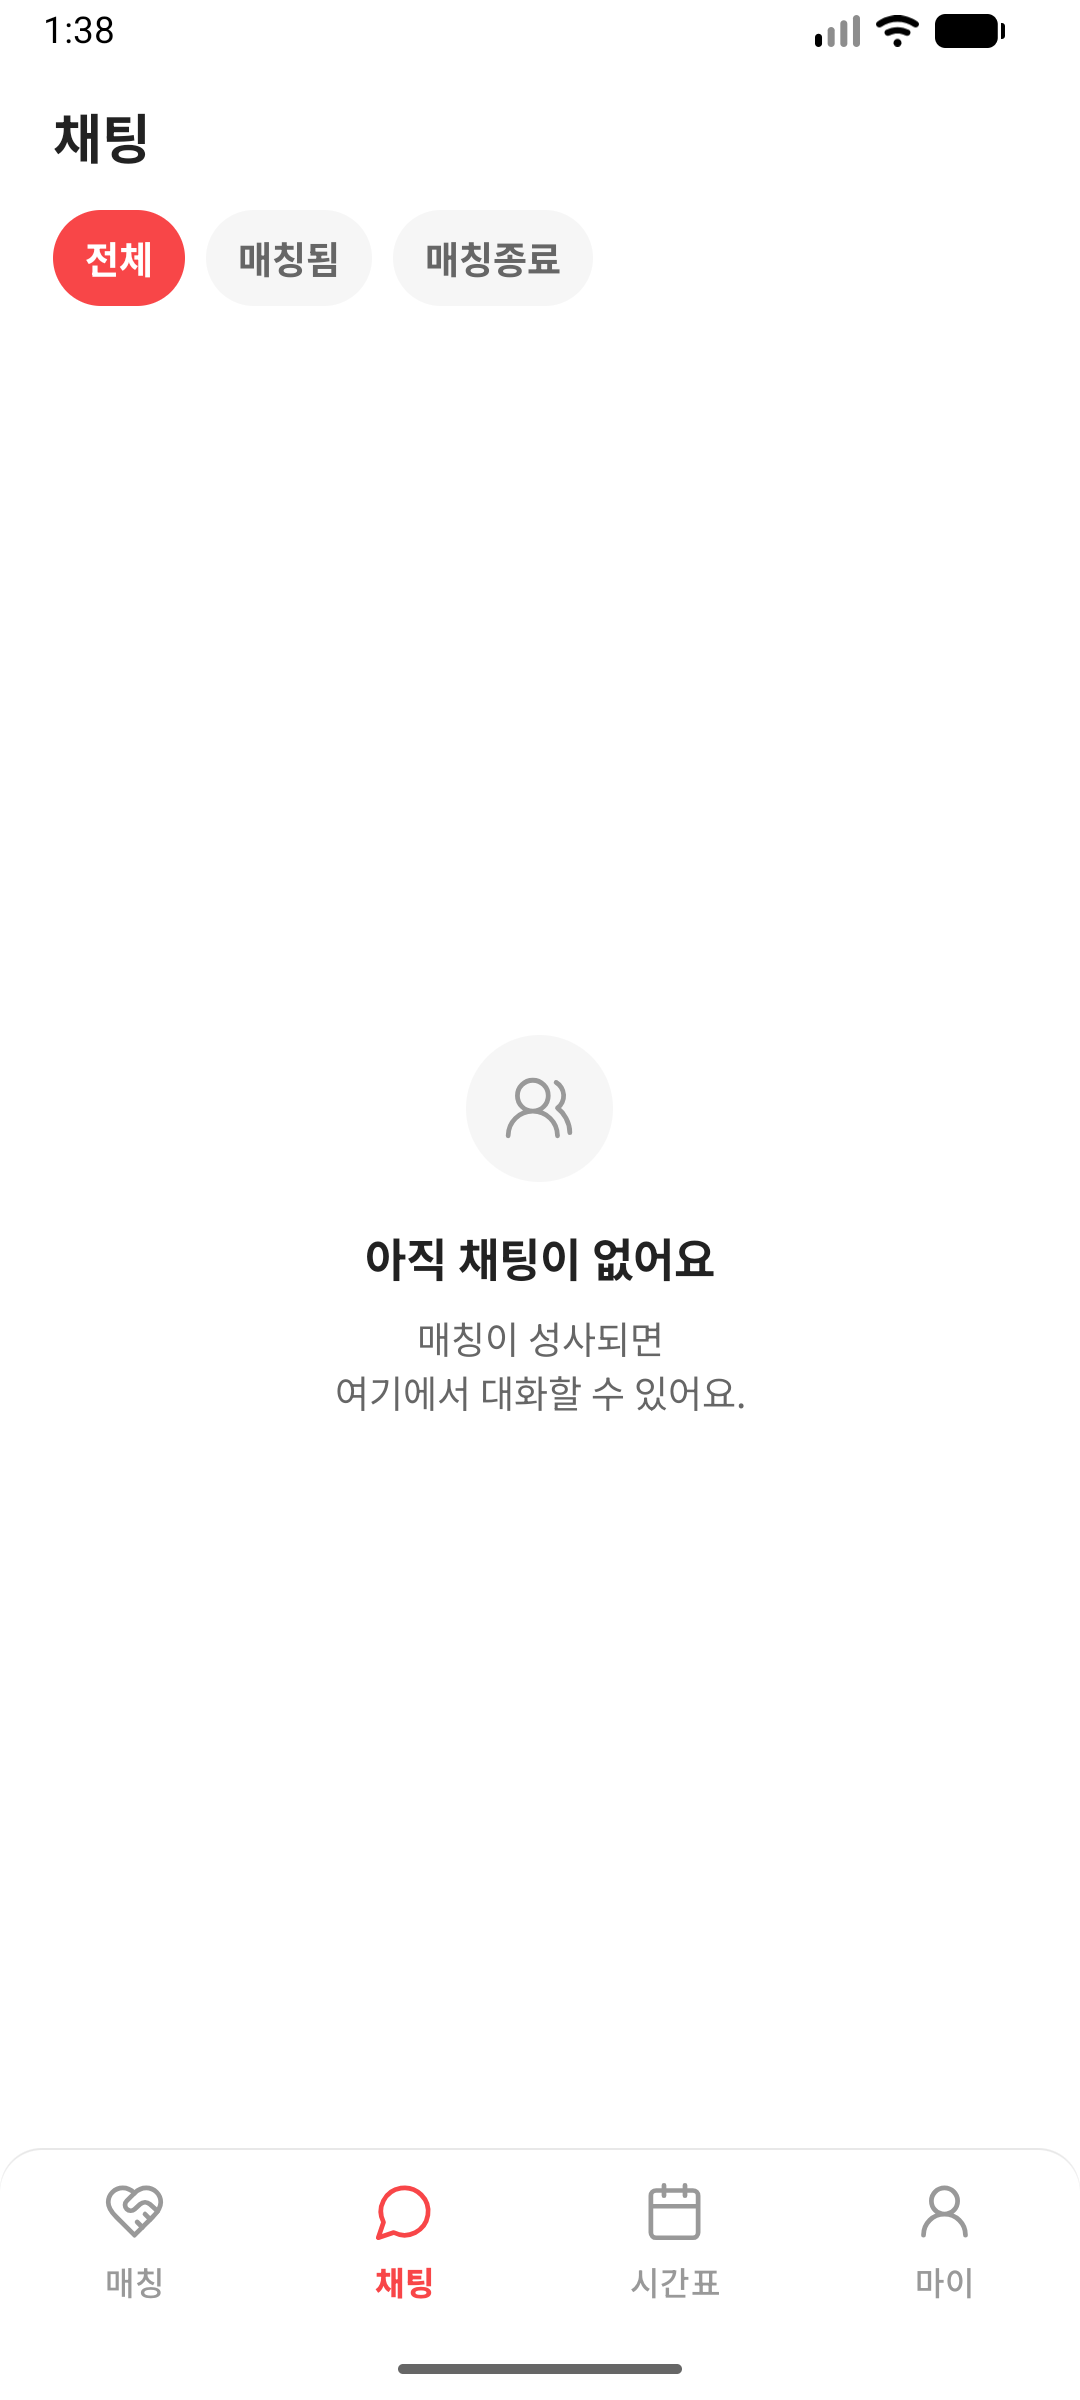 1:38
채팅
전체 매칭됨 매칭종료
아직 채팅이 없어요
매칭이 성사되면
여기에서 대화할 수 있어요.
매칭 채팅 시간표 마이